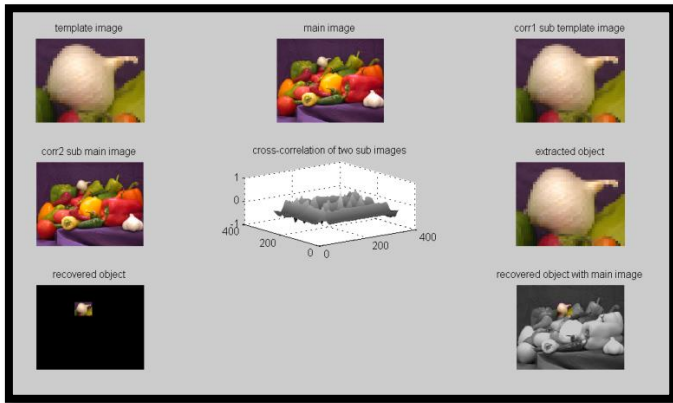 template image
main image
corr1 sub template image
corr2 sub main image
cross-correlation of two sub images
extracted object
1
0
-1
400
200
0
0
200
400
recovered object
recovered object with main image